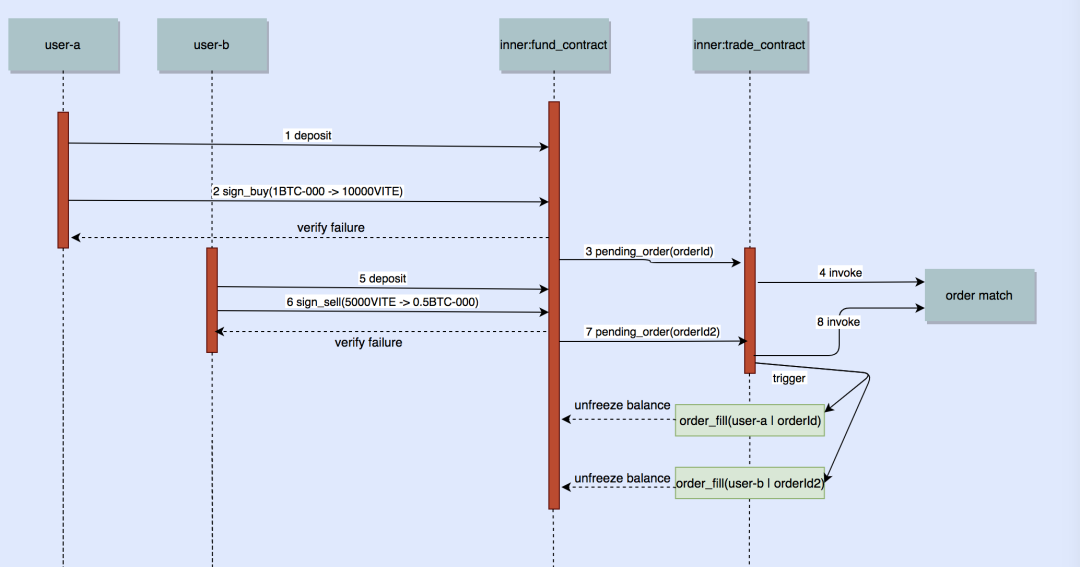 user-a
user-b
inner:fund_contract
inner:trade_contract
1 deposit
2 sign_buy(1BTC-000 -> 10000VITE)
verify failure
3 pending_order(orderId)
4 invoke
5 deposit
6 sign_sell(5000VITE -> 0.5BTC-000)
order match
8 invoke
7 pending_order(orderId2)
verify failure
trigger
unfreeze balance
order_fill(user-a | orderId)
unfreeze balance
order_fill(user-b | orderId2)